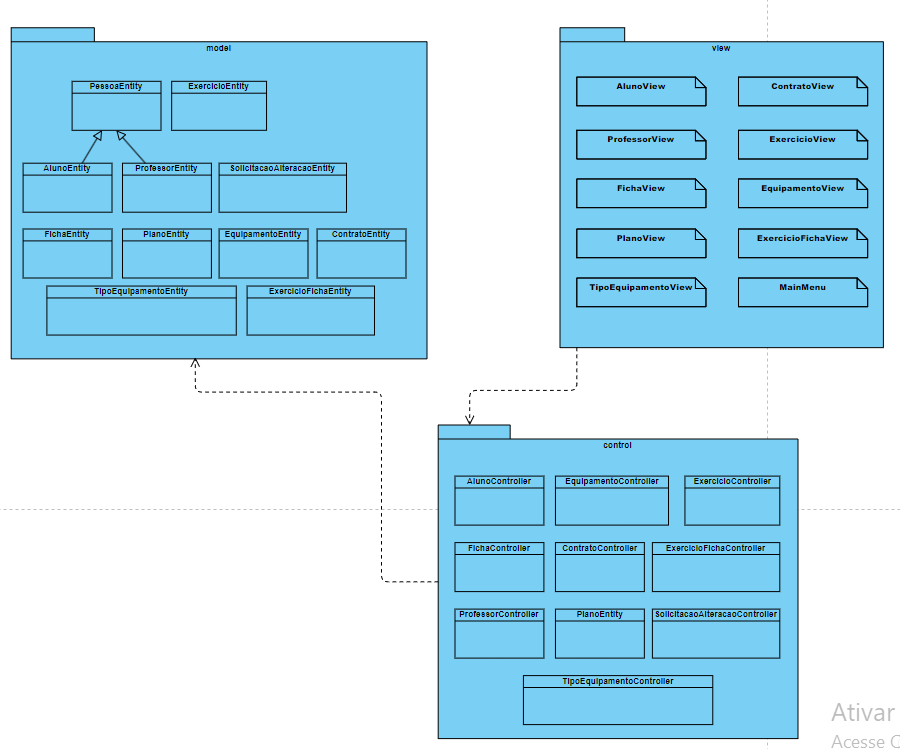 model
PessoaEntity
ExercicioEntity
AlunoEntity
ProfessorEntity
SolicitacaoAlteracaoEntity
FichaEntity
PlanoEntity
EquipamentoEntity
ContratoEntity
TipoEquipamentoEntity
ExercicioFichaEntity
view
AlunoView
ContratoView
ProfessorView
ExercicioView
FichaView
EquipamentoView
PlanoView
ExercicioFichaView
TipoEquipamentoView
MainMenu
control
AlunoController
EquipamentoController
ExercicioController
FichaController
ContratoController
ExercicioFichaController
ProfessorController
PlanoEntity
SolicitacaoAlteracaoController
TipoEquipamentoController
Ativar
Acesse